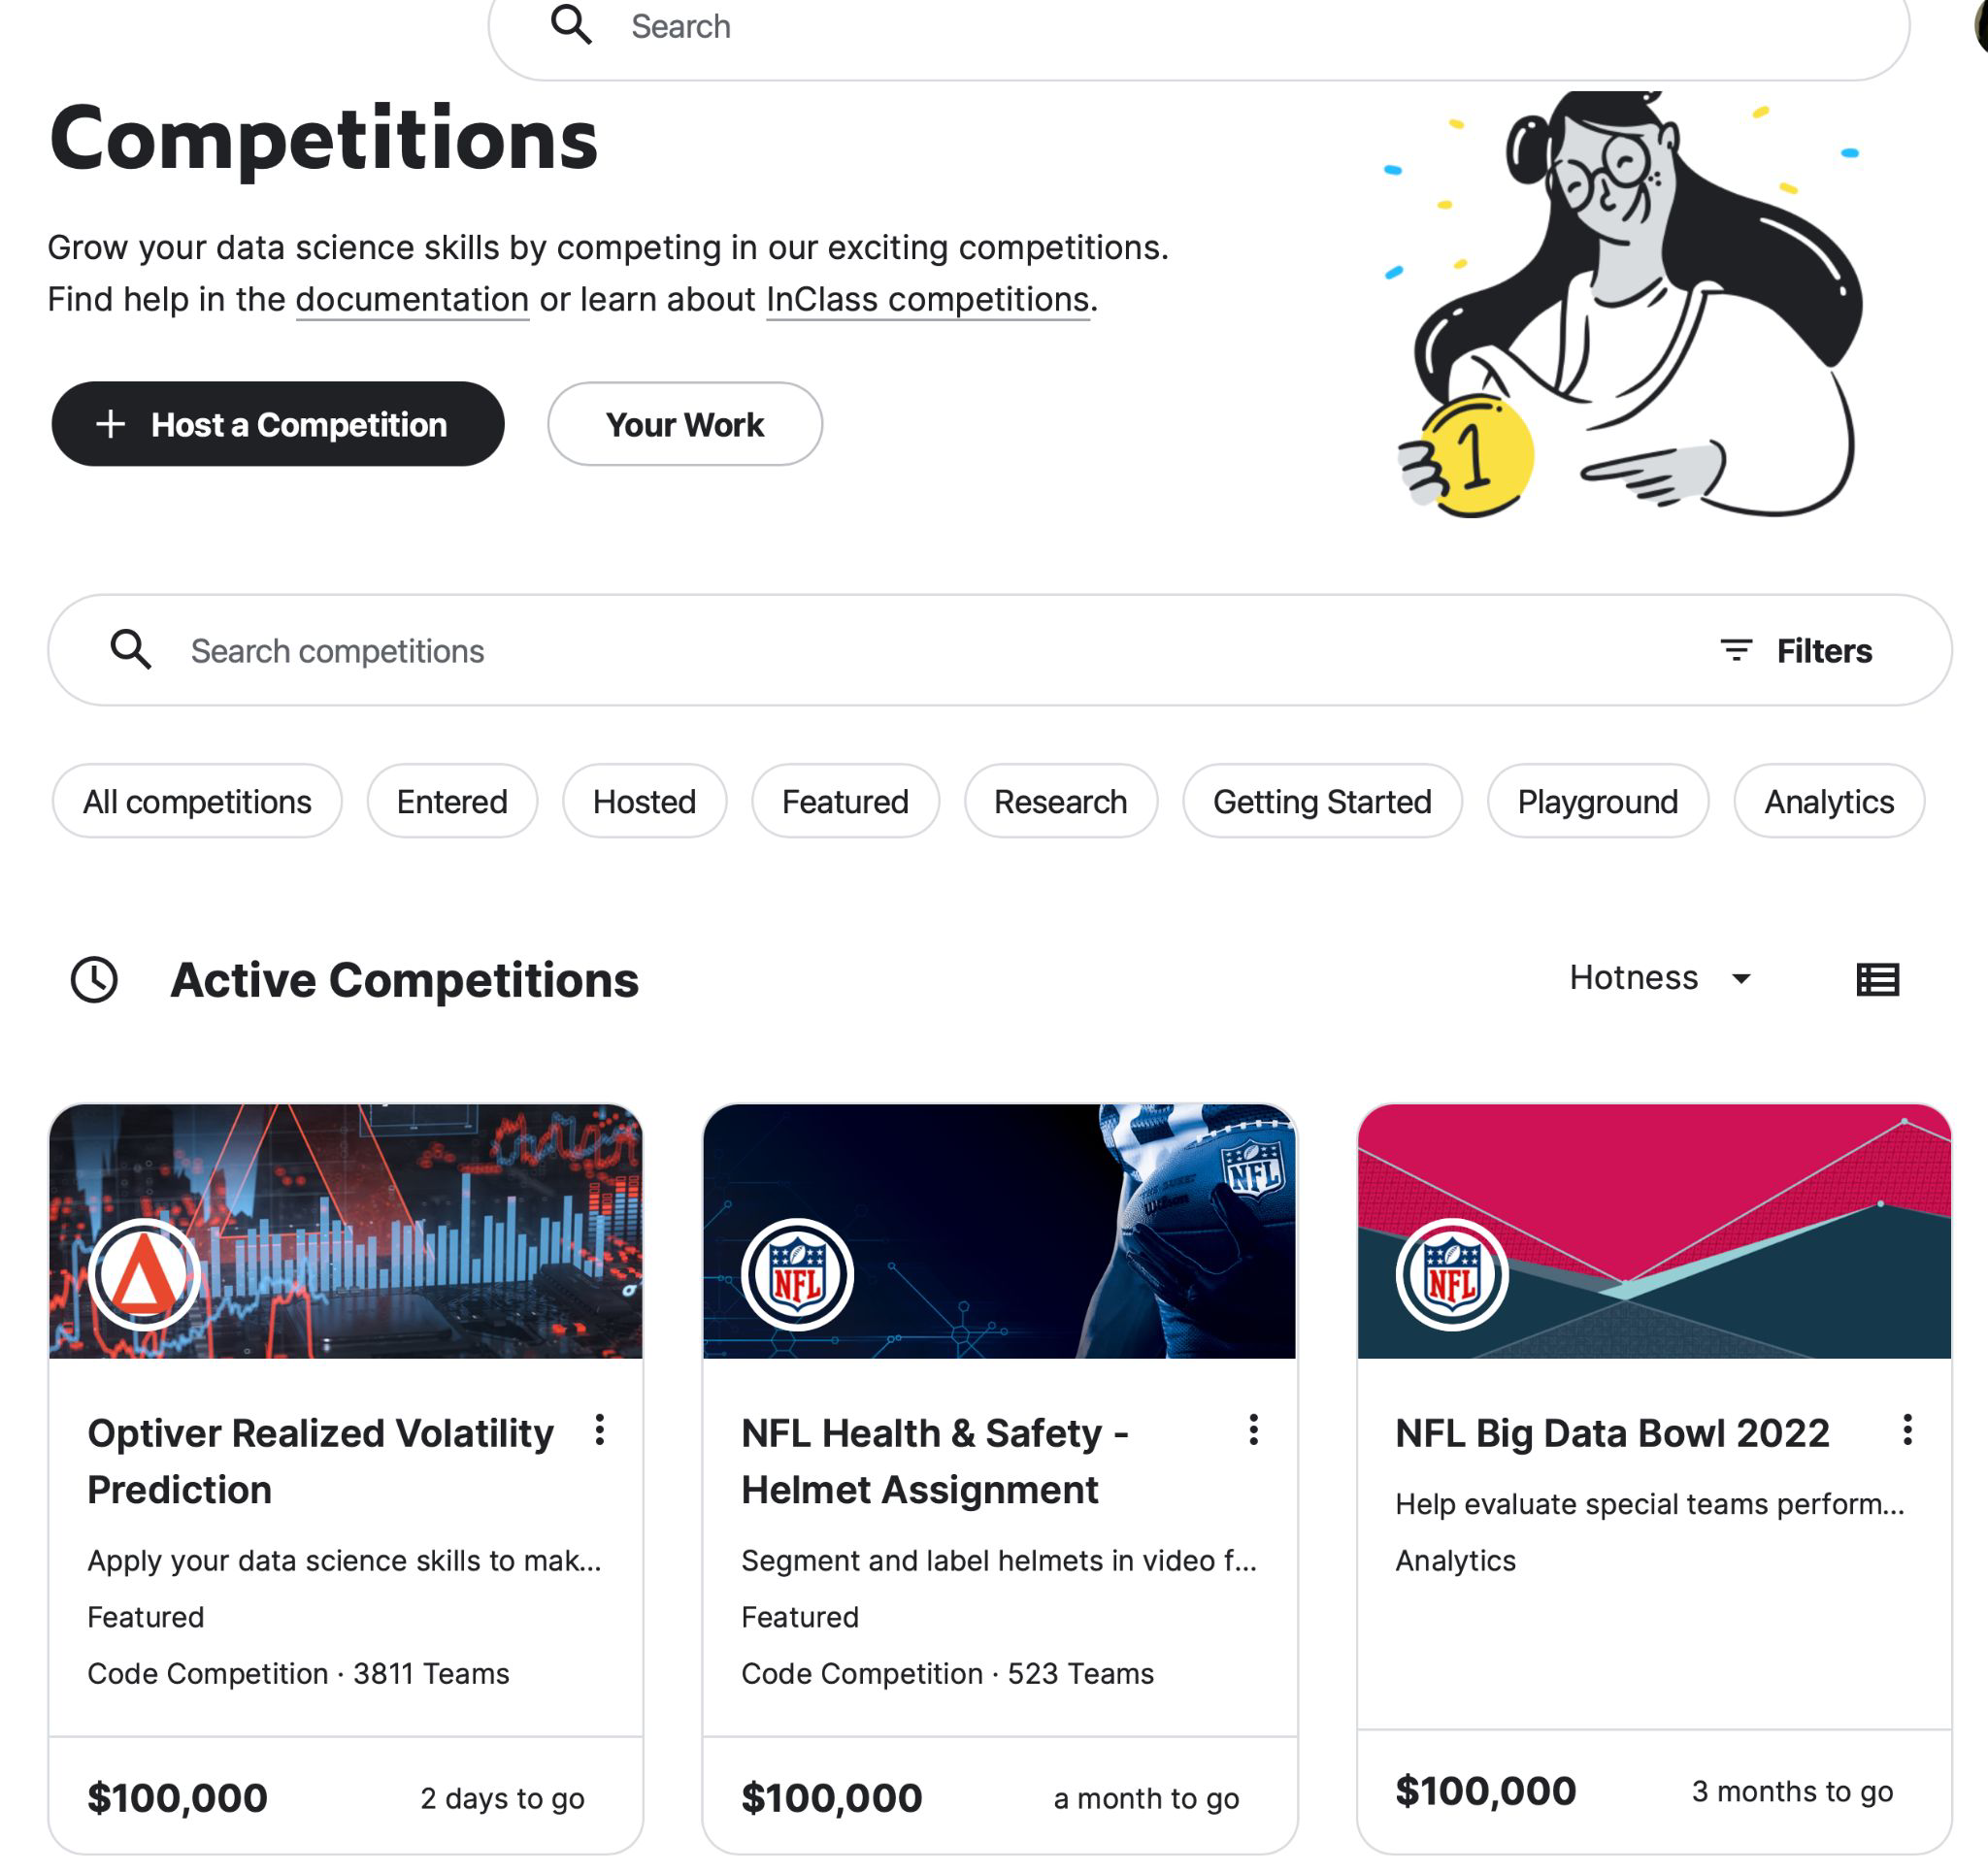 Search
Competitions
Grow your data science skills by competing in our exciting competitions.
Find help in the documentation or learn about InClass competitions.
Host a Competition
Your Work
1
Search competitions
Filters
All competitions
Entered
Hosted
Featured
Research
Getting Started
Playground
Analytics
Active Competitions
Hotness
NFL
NFL
NFL
Optiver Realized Volatility
Prediction
Apply your data science skills to mak...
Featured
Code Competition · 3811 Teams
$100,000
2 days to go
NFL Health & Safety -
Helmet Assignment
Segment and label helmets in video f...
Featured
Code Competition · 523 Teams
$100,000
a month to go
NFL Big Data Bowl 2022
Help evaluate special teams perform...
Analytics
$100,000
3 months to go